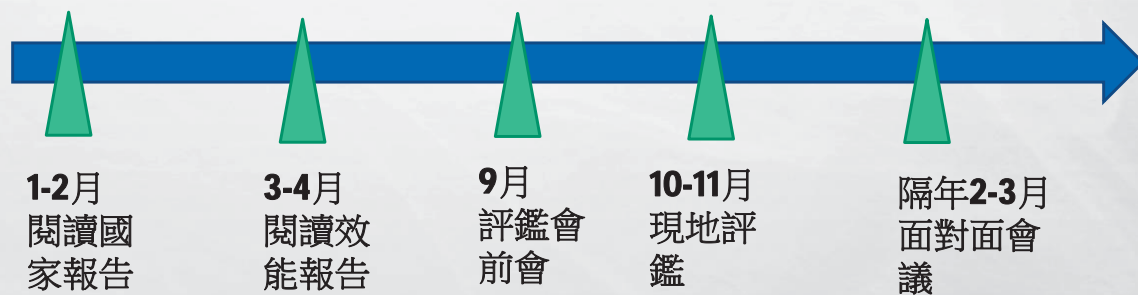 1-2月
閱讀國
家報告
3-4月
閱讀效
能報告
9月
評鑑會
前會
10-11月
現地評
鑑
隔年2-3月
面對面會
議